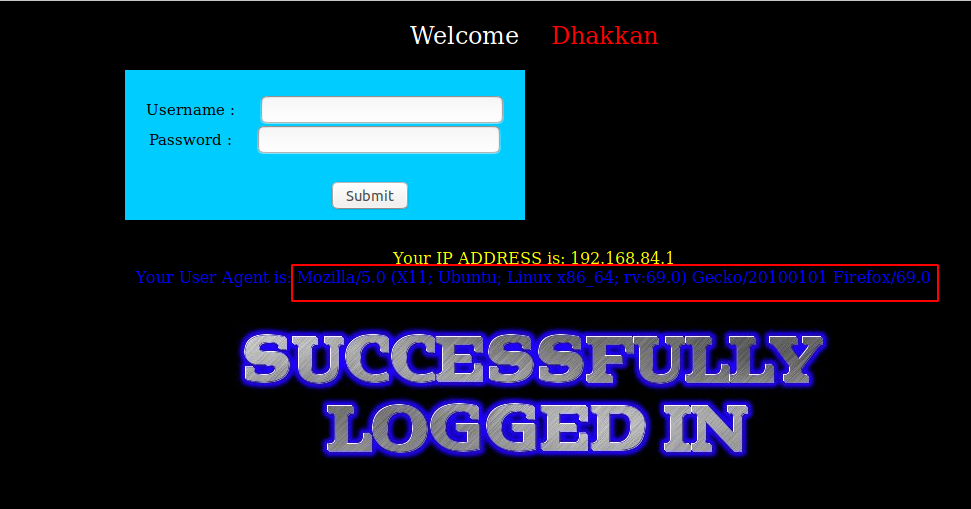 Welcome Dhakkan
Username :
Password :
Submit
Your IP ADDRESS is: 192.168.84.1
Your User Agent is: Mozilla/5.0 (X11; Ubuntu; Linux x86_64; rv:69.0) Gecko/20100101 Firefox/69.0
SUCCESSFULLY
LOGGED IN